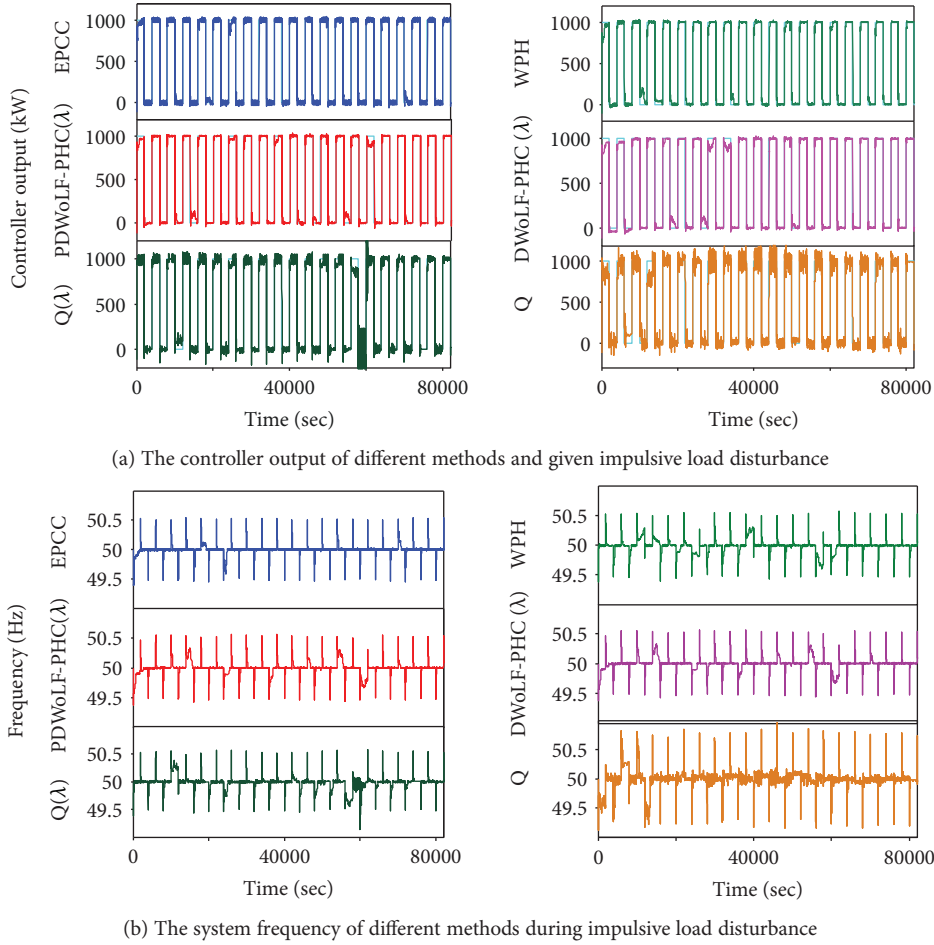 Controller output (kW)
EPCC
1000
500
0
PDWoLF-PHC(λ)
1000
500
0
Q(λ)
1000
500
0
0
40000
80000
Time (sec)
WPH
1000
500
0
DWoLF-PHC (λ)
1000
500
0
Q
1000
500
0
0
40000
80000
Time (sec)
(a) The controller output of different methods and given impulsive load disturbance
Frequency (Hz)
EPCC
50.5
50
49.5
PDWoLF-PHC(λ)
50.5
50
49.5
Q(λ)
50.5
50
49.5
0
40000
80000
Time (sec)
WPH
50.5
50
49.5
DWoLF-PHC (λ)
50.5
50
49.5
Q
50.5
50
49.5
0
40000
80000
Time (sec)
(b) The system frequency of different methods during impulsive load disturbance